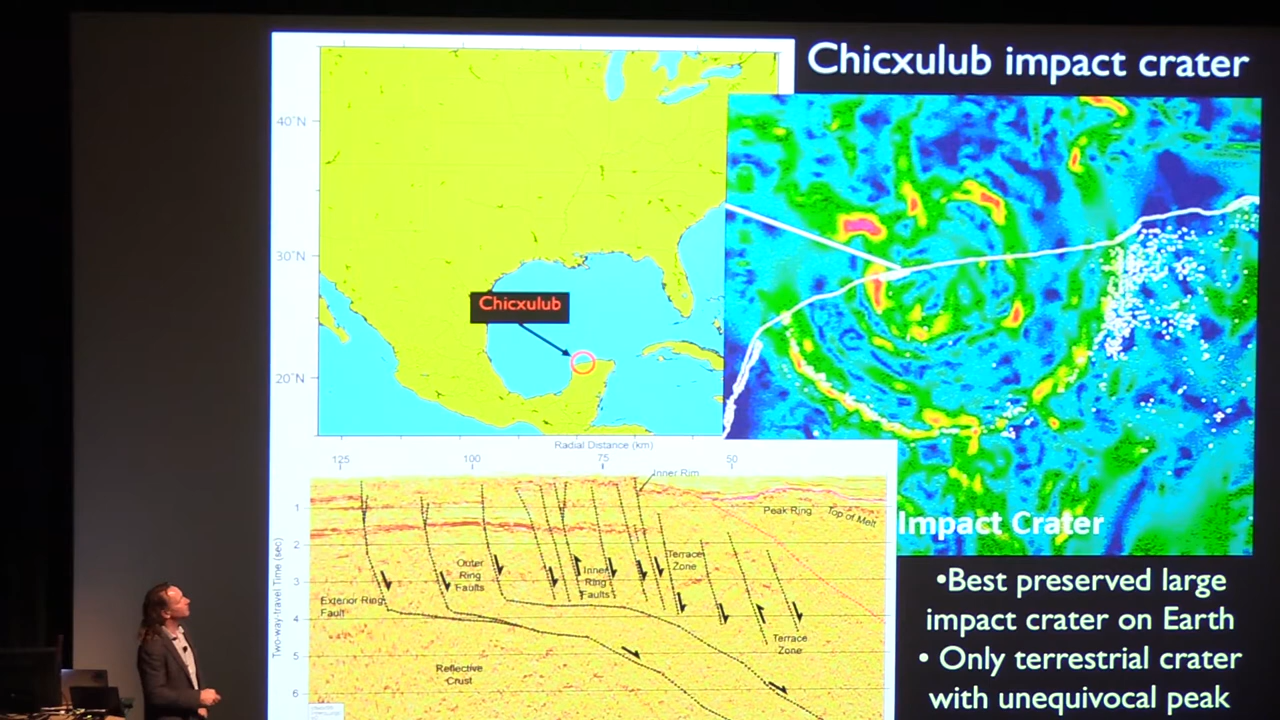 Chicxulub impact crater
40°N
30°N
20°N
Chicxulub
Radial Distance (km)
125
100
75
50
Inner Rim
Peak Ring
Top of Melt
Two-way-travel Time (sec)
1
2
3
4
5
6
Outer
Ring
Faults
Inner
Ring
Faults
Terrace
Zone
Exterior Ring
Fault
Terrace
Zone
Reflective
Crust
Impact Crater
•Best preserved large
impact crater on Earth
• Only terrestrial crater
with unequivocal peak